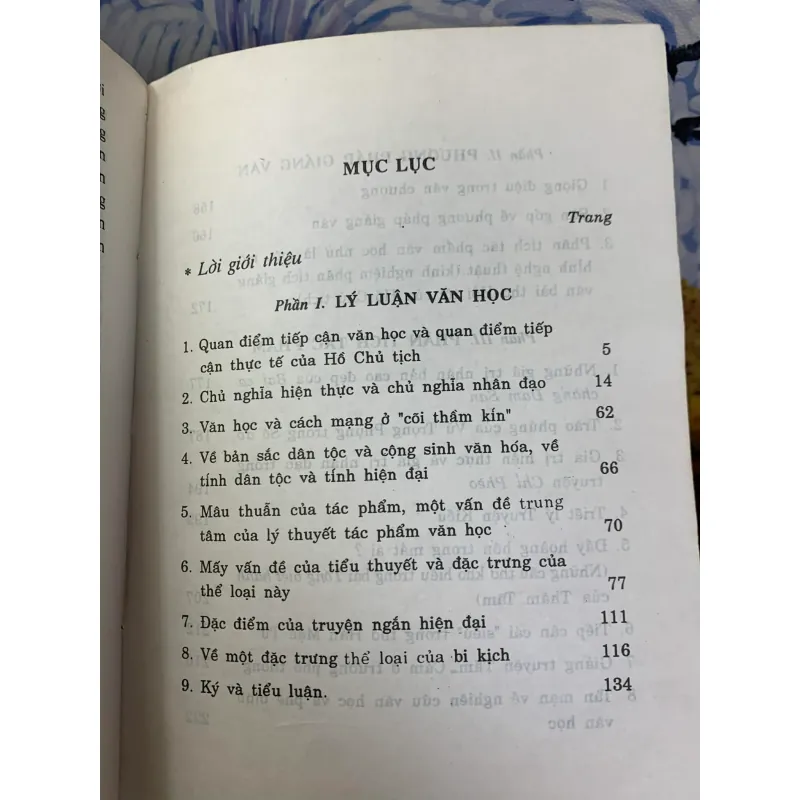 MỤC LỤC
Trang
* Lời giới thiệu
Phần I. LÝ LUẬN VĂN HỌC
1. Quan điểm tiếp cận văn học và quan điểm tiếp
cận thực tế của Hồ Chủ tịch 5
2. Chủ nghĩa hiện thực và chủ nghĩa nhân đạo 14
3. Văn học và cách mạng ở "cõi thầm kín" 62
4. Về bản sắc dân tộc và cộng sinh văn hóa, về
tính dân tộc và tính hiện đại 66
5. Mâu thuẫn của tác phẩm, một vấn đề trung
tâm của lý thuyết tác phẩm văn học 70
6. Mấy vấn đề của tiểu thuyết và đặc trưng của
thể loại này 77
7. Đặc điểm của truyện ngắn hiện đại 111
8. Về một đặc trưng thể loại của bi kịch 116
9. Ký và tiểu luận. 134